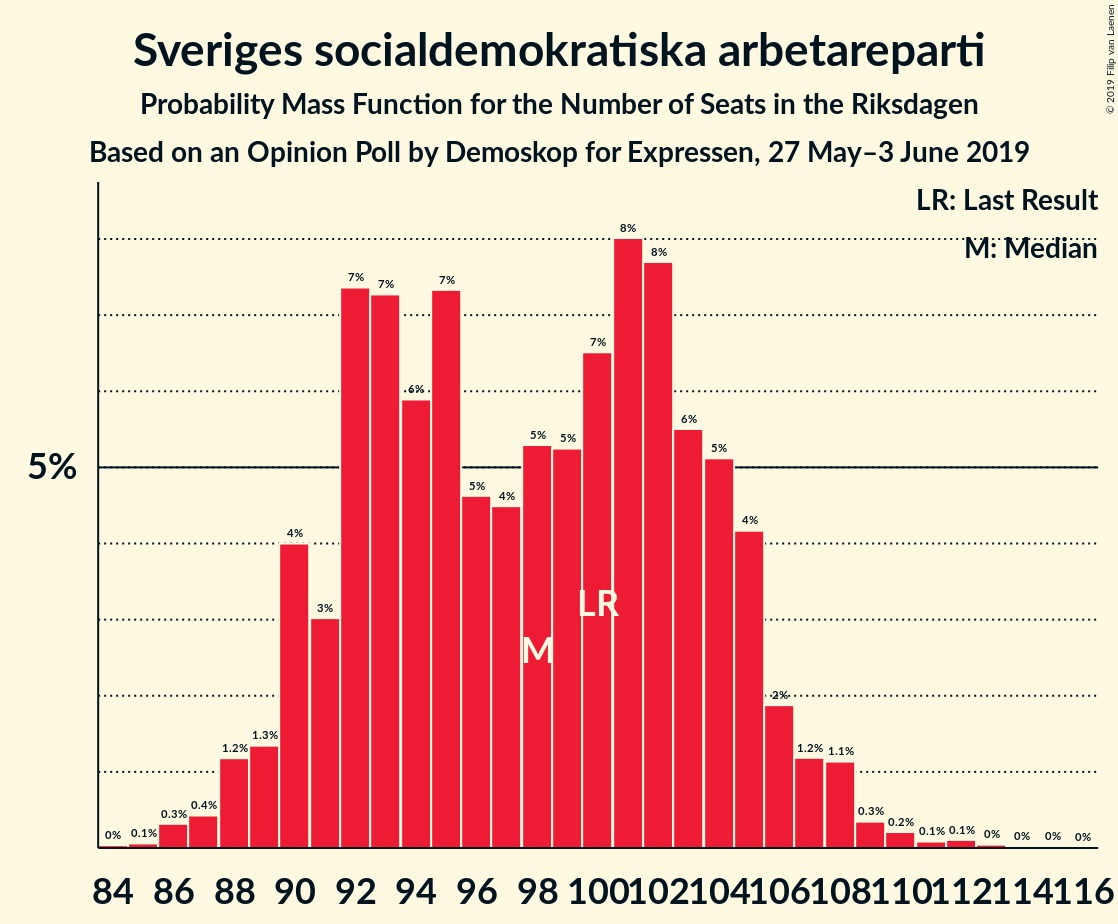 Sveriges socialdemokratiska arbetareparti
Probability Mass Function for the Number of Seats in the Riksdagen
Based on an Opinion Poll by Demoskop for Expressen, 27 May–3 June 2019
© 2019 Filip van Laenen
LR: Last Result
M: Median
5%
0% 0.1% 0.3% 0.4% 1.2% 1.3% 4% 3% 7% 7% 6% 7% 5% 4% 5% 5% 7% 8% 8% 6% 5% 4% 2% 1.2% 1.1% 0.3% 0.2% 0.1% 0.1% 0% 0% 0% 0%
LR
M
84 86 88 90 92 94 96 98 100 102 104 106 108 110 112 114 116